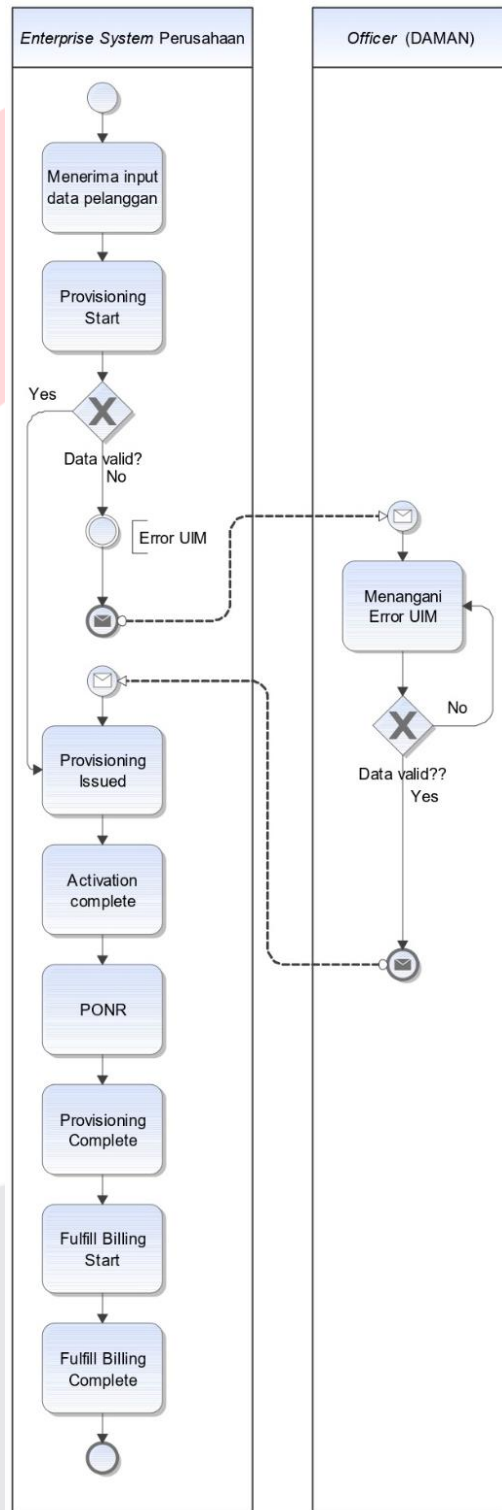 Enterprise System Perusahaan
Officer (DAMAN)
Menerima input
data pelanggan
Provisioning
Start
Yes
Data valid?
No
Error UIM
Menangani
Error UIM
No
Data valid??
Yes
Provisioning
Issued
Activation
complete
PONR
Provisioning
Complete
Fulfill Billing
Start
Fulfill Billing
Complete